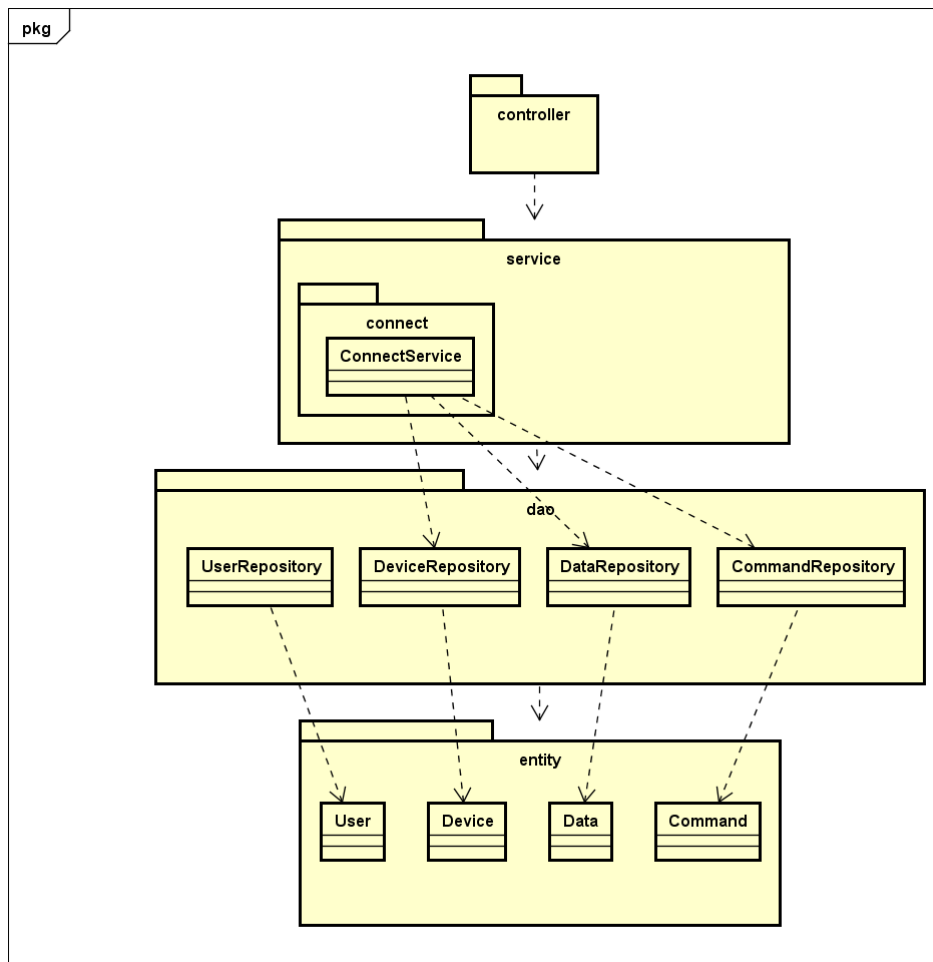 pkg
controller
service
connect
ConnectService
dao
UserRepository
DeviceRepository
DataRepository
CommandRepository
entity
User
Device
Data
Command